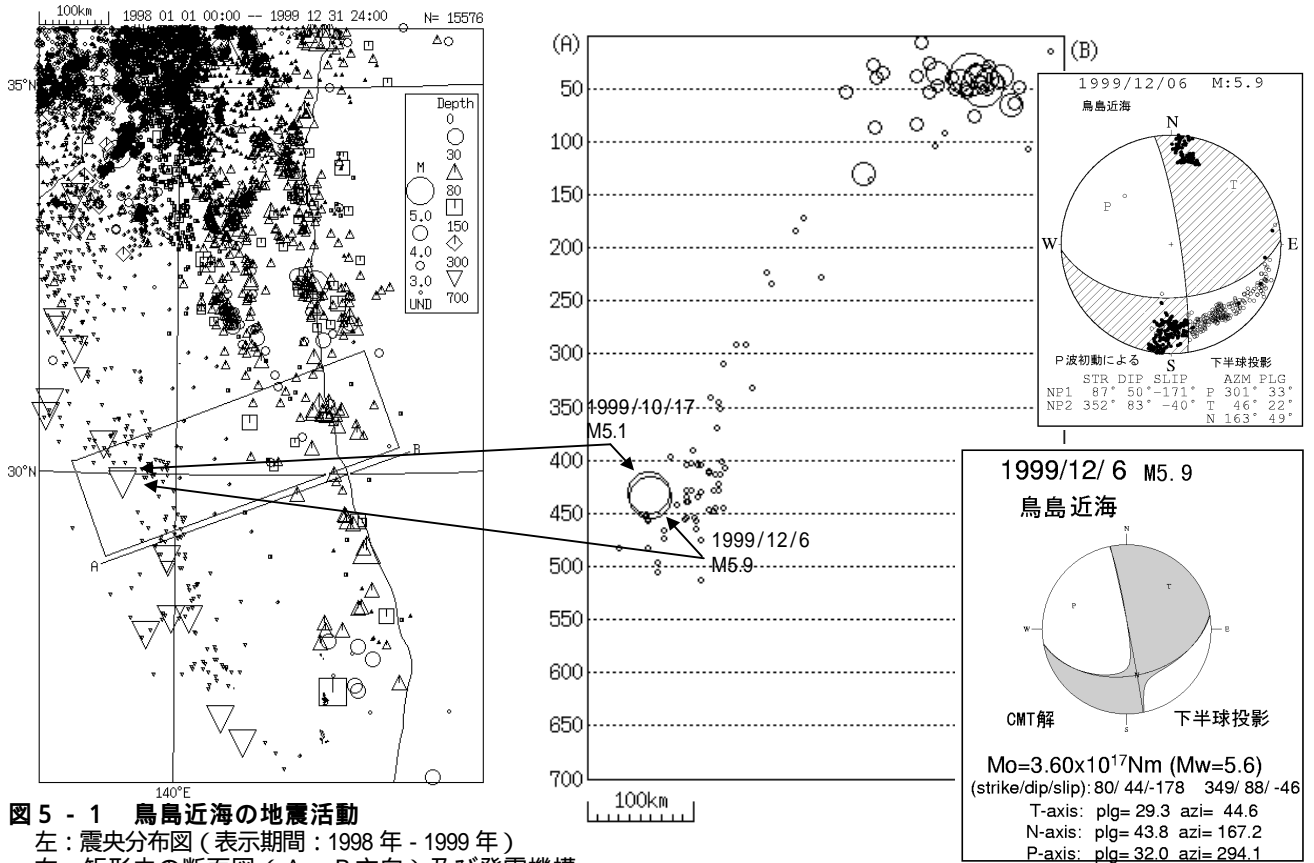 100km
1998 01 01 00:00 -- 1999 12 31 24:00 N= 15576
35°N
30°N
140°E
A
B
Depth
0
30
80
150
300
700
M
5.0
4.0
3.0
UND
(A)
(B)
50
100
150
200
250
300
350
400
450
500
550
600
650
700
1999/10/17
M5.1
1999/12/6
M5.9
100km
1999/12/06 M:5.9
鳥島近海
N
T
P
W
E
S
P波初動による 下半球投影
STR DIP SLIP AZM PLG
NP1 87° 50° -171° P 301° 33°
NP2 352° 83° -40° T 46° 22°
N 163° 49°
1999/12/ 6 M5.9
鳥島近海
N
T
P
W
E
N
S
CMT解 下半球投影
Mo=3.60x10¹⁷Nm (Mw=5.6)
(strike/dip/slip): 80/ 44/-178 349/ 88/ -46
T-axis: plg= 29.3 azi= 44.6
N-axis: plg= 43.8 azi= 167.2
P-axis: plg= 32.0 azi= 294.1
図5-1 鳥島近海の地震活動
左:震央分布図(表示期間:1998年-1999年)